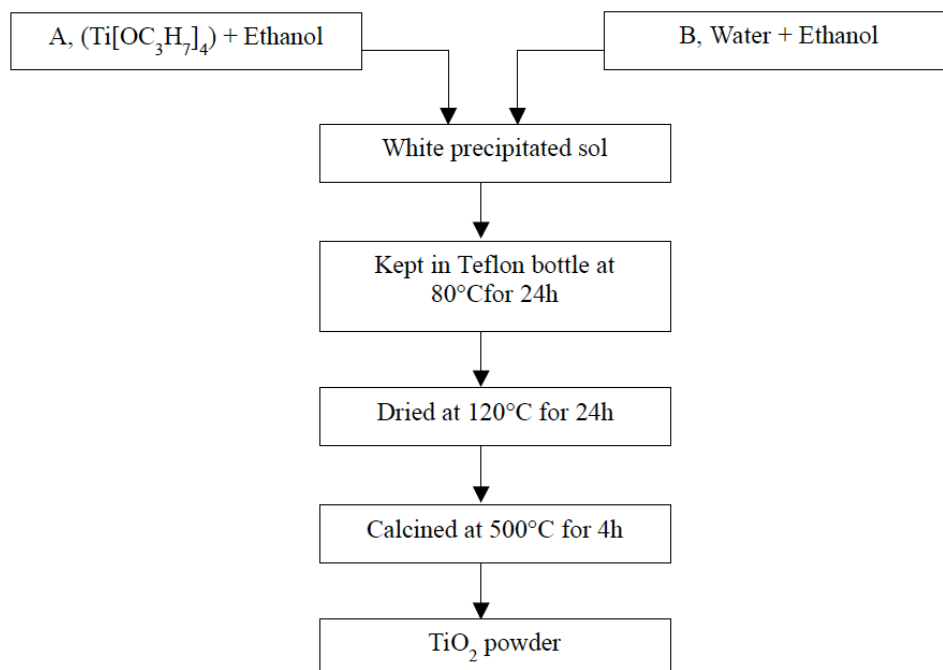 A, (Ti[OC₃H₇]₄) + Ethanol
B, Water + Ethanol
White precipitated sol
Kept in Teflon bottle at
80°Cfor 24h
Dried at 120°C for 24h
Calcined at 500°C for 4h
TiO₂ powder